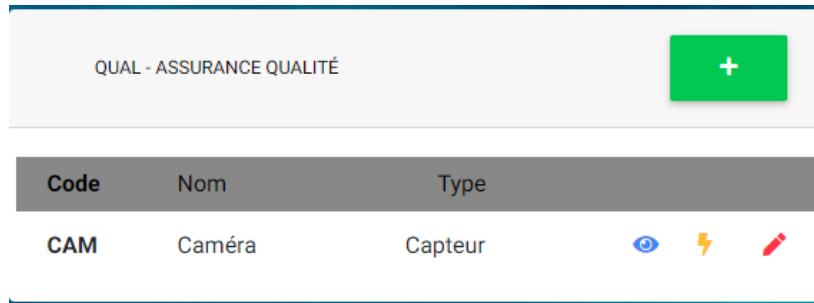 QUAL - ASSURANCE QUALITÉ
+
Code Nom Type
CAM Caméra Capteur